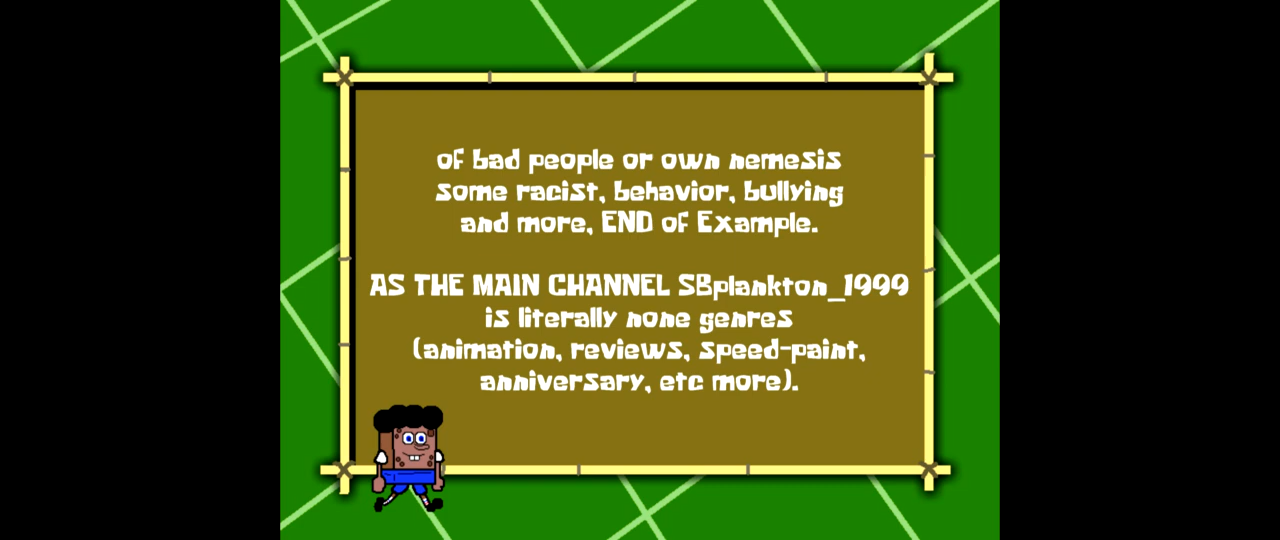 of bad people or own nemesis
some racist, behavior, bullying
and more, END of Example.
AS THE MAIN CHANNEL SBplankton_1999
is literally none genres
(animation, reviews, speed-paint,
anniversary, etc more).